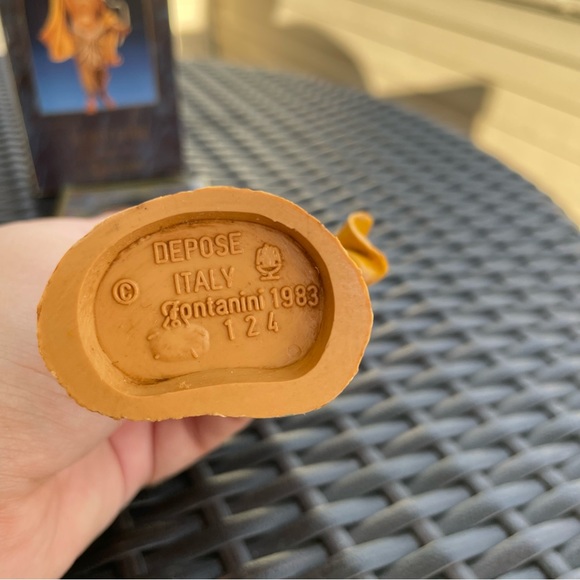 DEPOSE
© ITALY
fontanini 1983
124